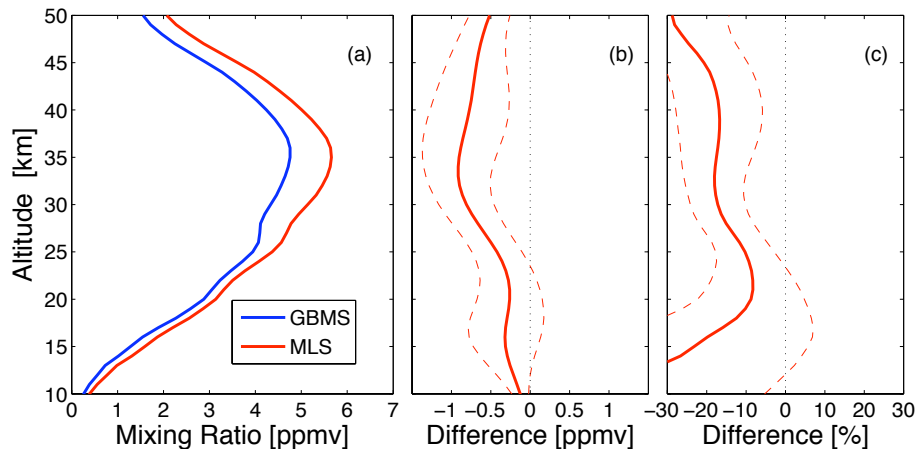 Altitude [km]
50
45
40
35
30
25
20
15
10
(a)
GBMS
MLS
0 1 2 3 4 5 6 7
Mixing Ratio [ppmv]
(b)
−1 −0.5 0 0.5 1
Difference [ppmv]
(c)
−30 −20 −10 0 10 20 30
Difference [%]